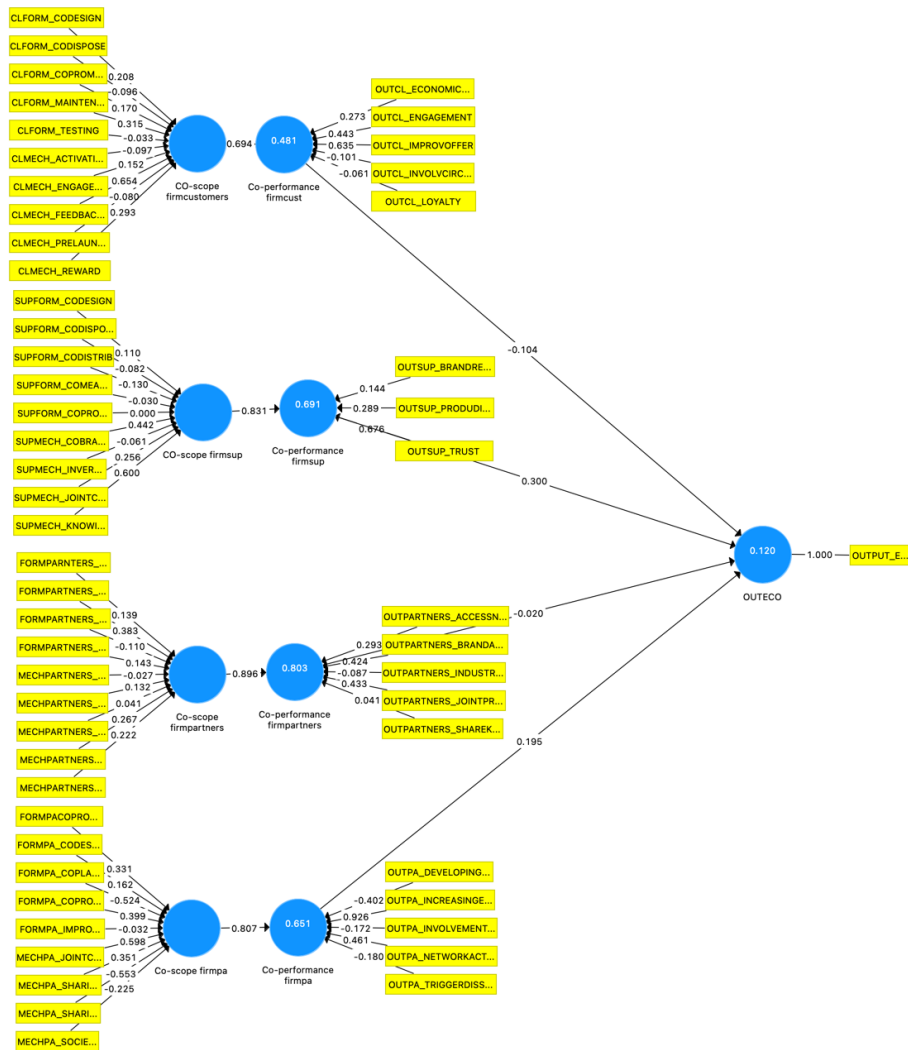 CLFORM_CODESIGN
CLFORM_CODISPOSE
CLFORM_COPROM...
CLFORM_MAINTEN...
CLFORM_TESTING
CLMECH_ACTIVATI...
CLMECH_ENGAGE...
CLMECH_FEEDBAC...
CLMECH_PRELAUN...
CLMECH_REWARD
0.208
-0.096
0.170
0.315
-0.033
-0.097
0.152
0.654
-0.080
0.293
CO-scope
firmcustomers
0.694
0.481
Co-performance
firmcust
0.273
0.443
0.635
-0.101
-0.061
OUTCL_ECONOMIC...
OUTCL_ENGAGEMENT
OUTCL_IMPROVOFFER
OUTCL_INVOLVCIRC...
OUTCL_LOYALTY
-0.104
SUPFORM_CODESIGN
SUPFORM_CODISPO...
SUPFORM_CODISTRIB
SUPFORM_COMEA...
SUPFORM_COPRO...
SUPMECH_COBRA...
SUPMECH_INVER...
SUPMECH_JOINTC...
SUPMECH_KNOWI...
0.110
-0.082
-0.130
-0.030
0.000
0.442
-0.061
0.256
0.600
CO-scope firmsup
0.831
0.691
Co-performance
firmsup
0.144
0.289
0.676
OUTSUP_BRANDRE...
OUTSUP_PRODUDI...
OUTSUP_TRUST
0.300
0.120
OUTECO
1.000
OUTPUT_E...
FORMPARNTERS_...
FORMPARTNERS_...
FORMPARTNERS_...
FORMPARTNERS_...
MECHPARTNERS_...
MECHPARTNERS_...
MECHPARTNERS_...
MECHPARTNERS...
MECHPARTNERS...
0.139
0.383
-0.110
0.143
-0.027
0.132
0.041
0.267
0.222
Co-scope
firmpartners
0.896
0.803
Co-performance
firmpartners
0.293
0.424
-0.087
0.433
0.041
OUTPARTNERS_ACCESSN...
OUTPARTNERS_BRANDA...
OUTPARTNERS_INDUSTR...
OUTPARTNERS_JOINTPR...
OUTPARTNERS_SHAREK...
-0.020
0.195
FORMPACOPRO...
FORMPA_CODES...
FORMPA_COPLA...
FORMPA_COPRO...
FORMPA_IMPRO...
MECHPA_JOINTC...
MECHPA_SHARI...
MECHPA_SHARI...
MECHPA_SOCIE...
0.331
0.162
-0.524
0.399
-0.032
0.598
0.351
-0.553
-0.225
Co-scope firmpa
0.807
0.651
Co-performance
firmpa
-0.402
0.926
-0.172
0.461
-0.180
OUTPA_DEVELOPING...
OUTPA_INCREASINGE...
OUTPA_INVOLVEMENT...
OUTPA_NETWORKACT...
OUTPA_TRIGGERDISS...